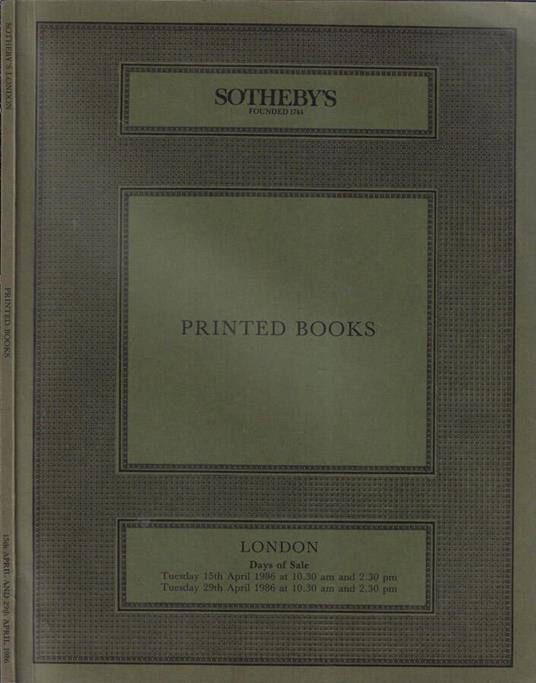 SOTHEBY'S LONDON
PRINTED BOOKS
15th APRIL AND 29th APRIL 1986
SOTHEBY'S
FOUNDED 1744
PRINTED BOOKS
LONDON
Days of Sale
Tuesday 15th April 1986 at 10.30 am and 2.30 pm
Tuesday 29th April 1986 at 10.30 am and 2.30 pm